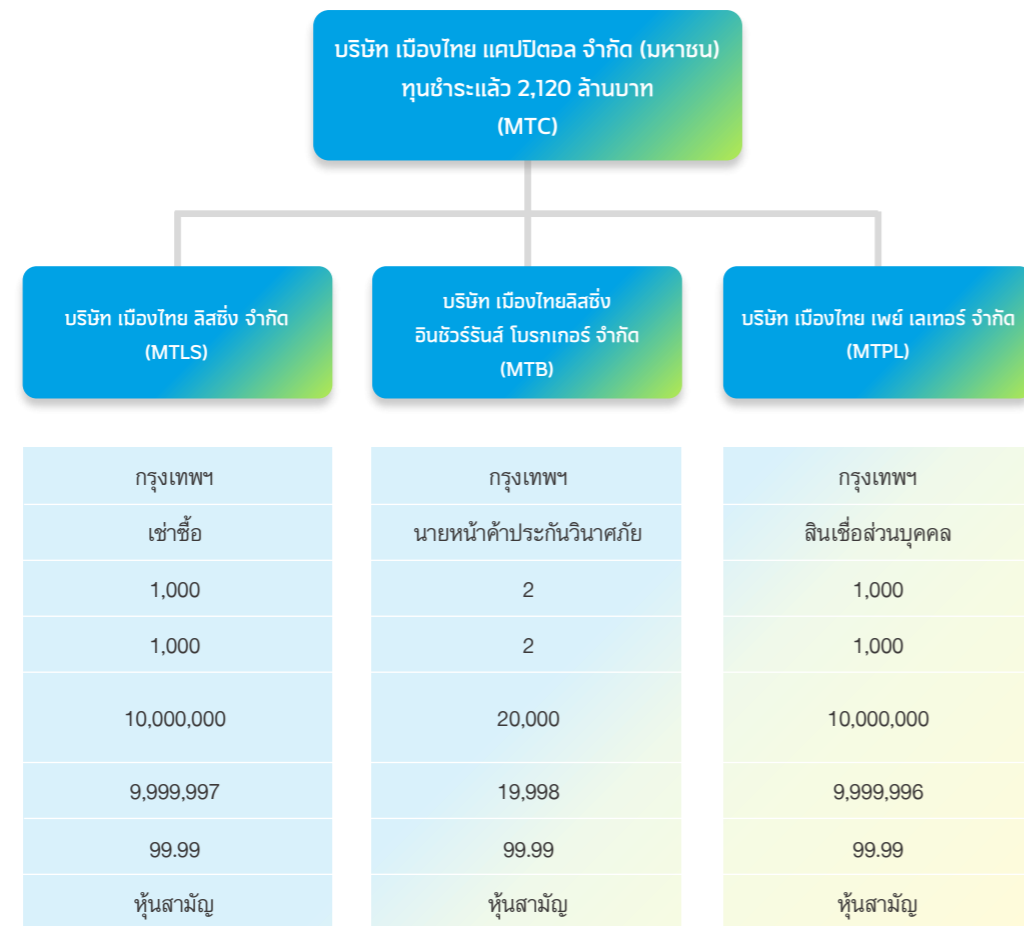 บริษัท เมืองไทย แคปปิตอล จำกัด (มหาชน)
ทุนชำระแล้ว 2,120 ล้านบาท
(MTC)
บริษัท เมืองไทย ลิสซิ่ง จำกัด
(MTLS)
บริษัท เมืองไทยลิสซิ่ง
อินชัวร์รันส์ โบรกเกอร์ จำกัด
(MTB)
บริษัท เมืองไทย เพย์ เลเทอร์ จำกัด
(MTPL)
กรุงเทพฯ กรุงเทพฯ กรุงเทพฯ
เช่าซื้อ นายหน้าค้าประกันวินาศภัย สินเชื่อส่วนบุคคล
1,000 2 1,000
1,000 2 1,000
10,000,000 20,000 10,000,000
9,999,997 19,998 9,999,996
99.99 99.99 99.99
หุ้นสามัญ หุ้นสามัญ หุ้นสามัญ